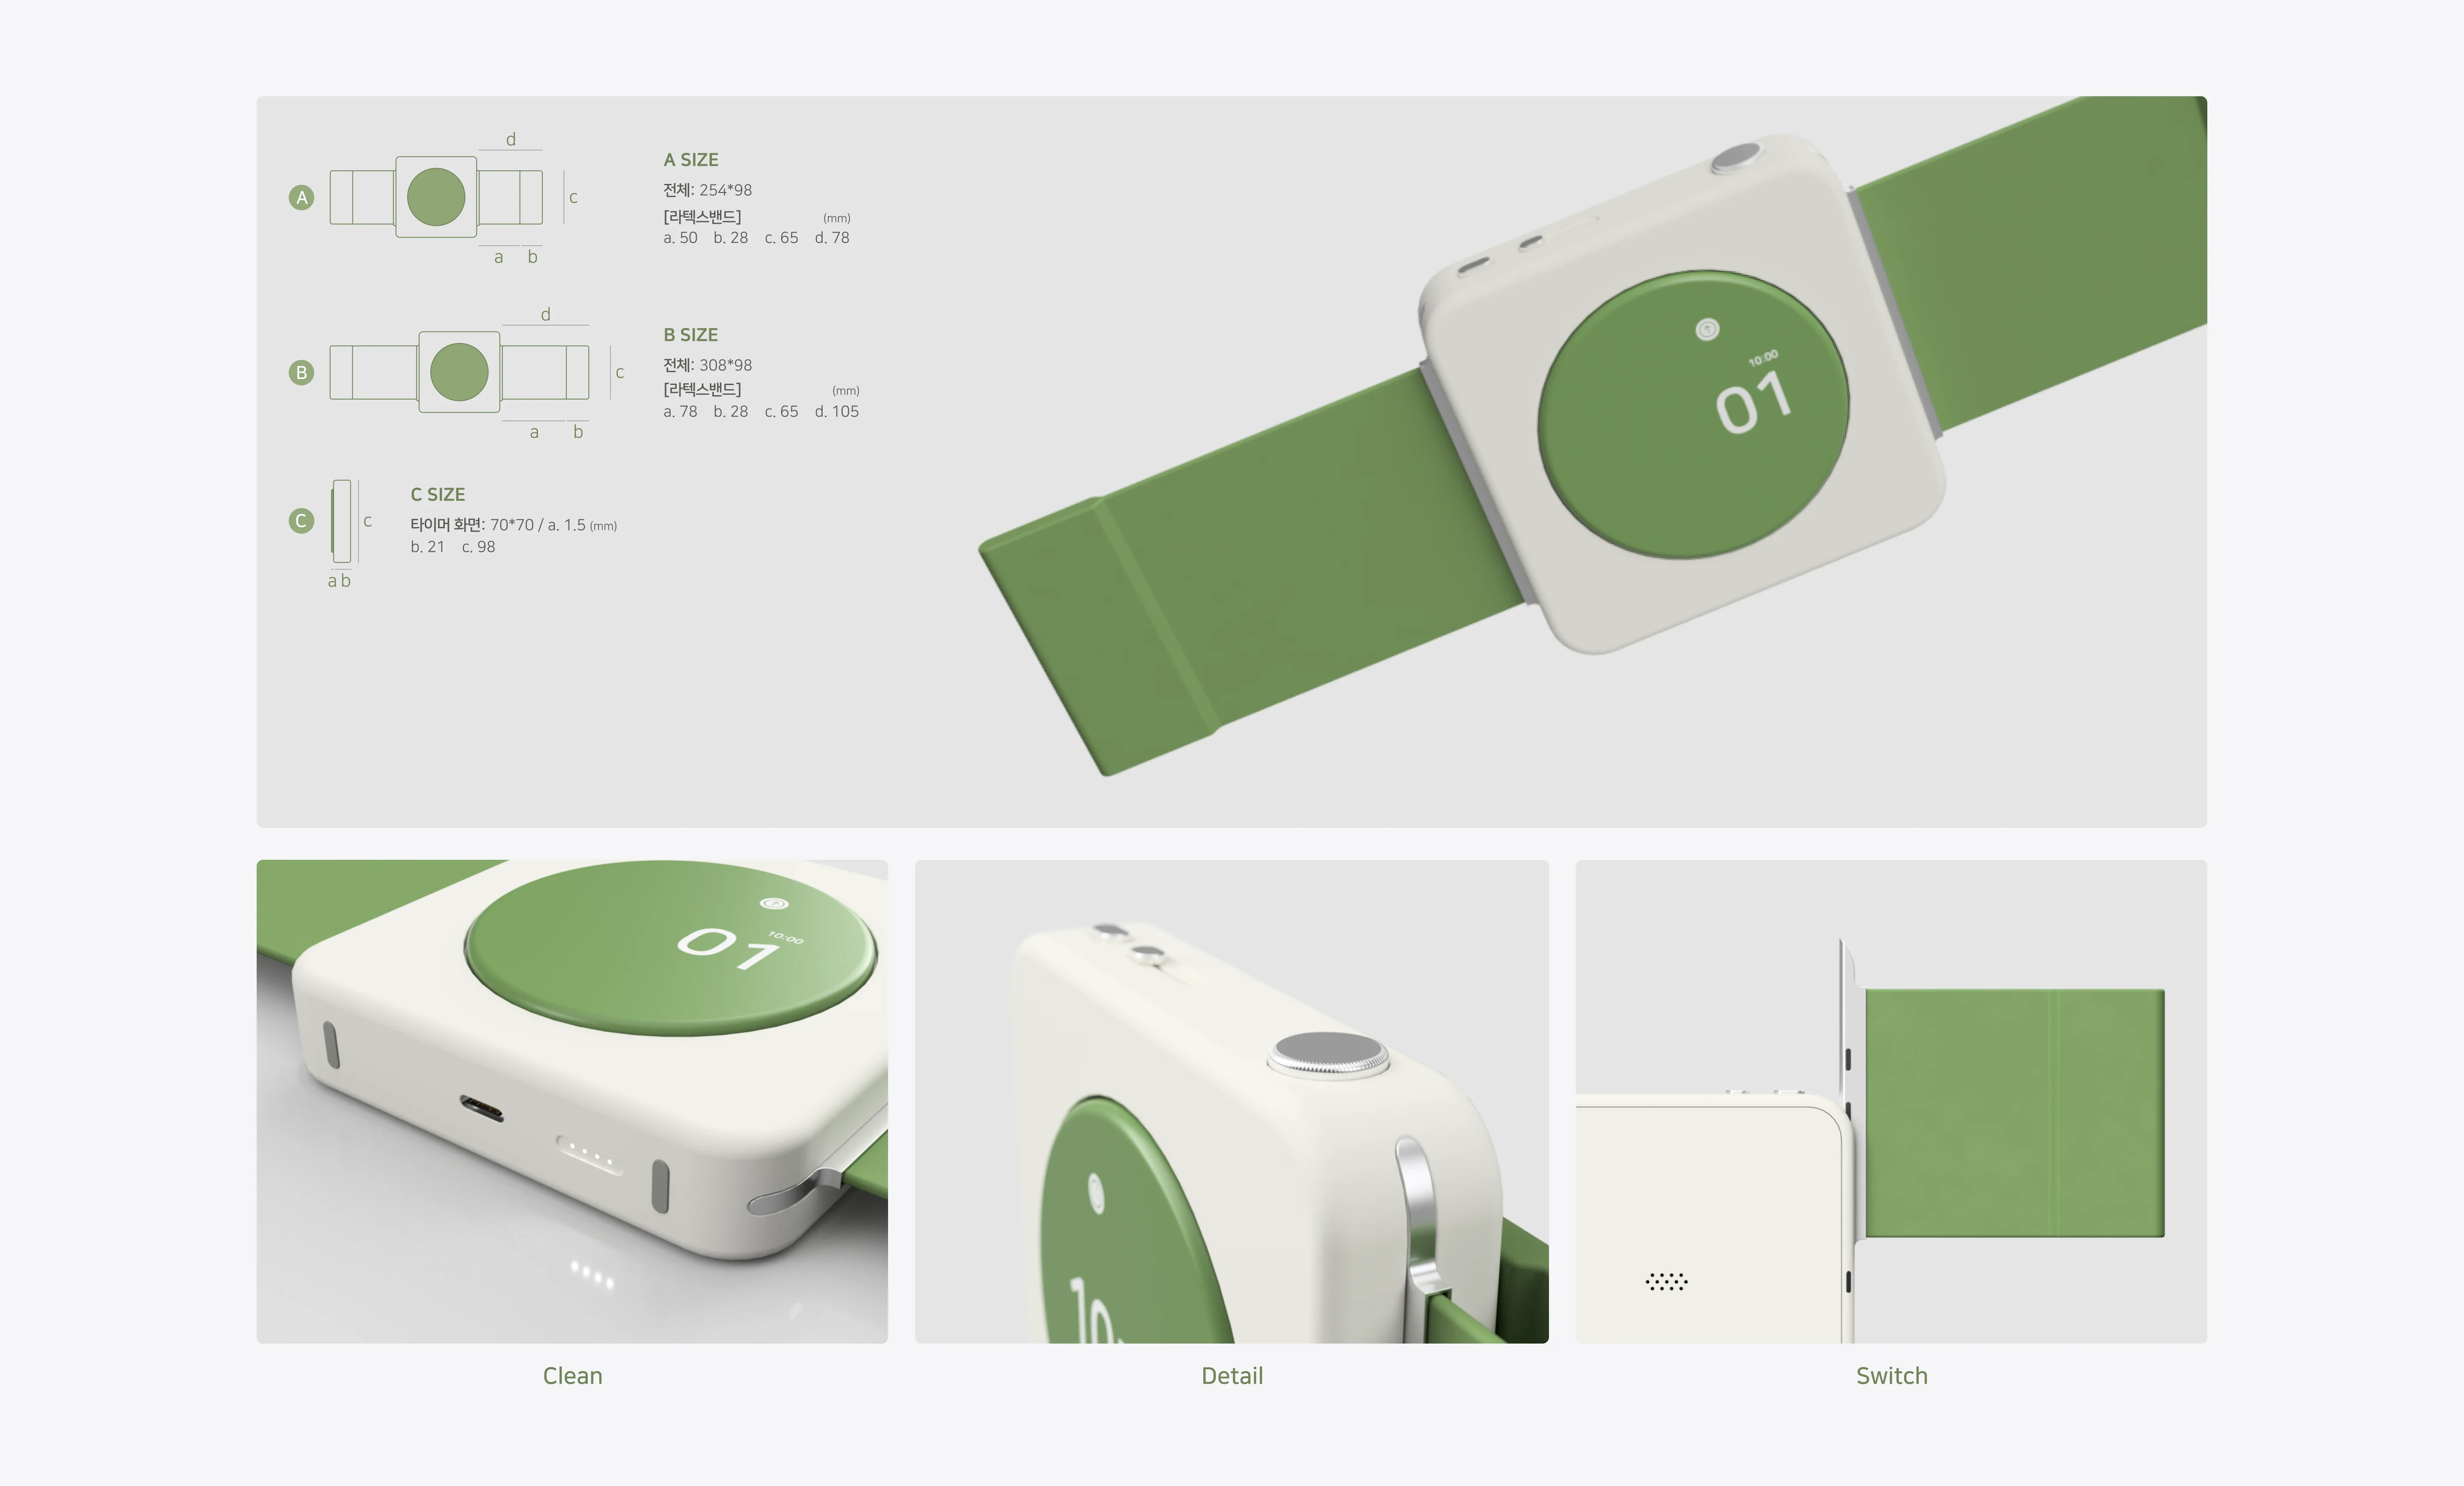 d
A
c
a b
A SIZE
전체: 254*98
[라텍스밴드] (mm)
a. 50 b. 28 c. 65 d. 78
d
B
c
a b
B SIZE
전체: 308*98
[라텍스밴드] (mm)
a. 78 b. 28 c. 65 d. 105
C
c
a b
C SIZE
타이머 화면: 70*70 / a. 1.5 (mm)
b. 21 c. 98
10:00
01
10:00
01
Clean
Detail
Switch